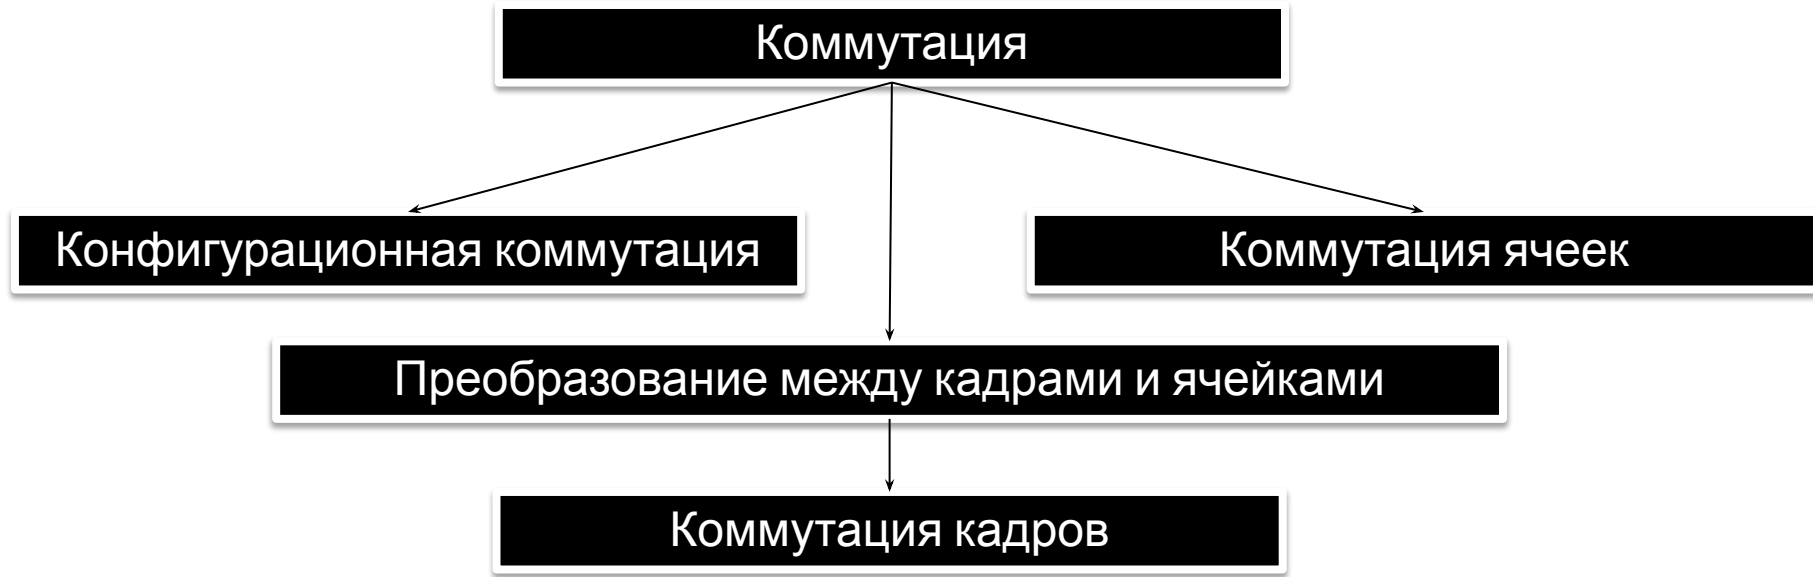 Коммутация
Конфигурационная коммутация
Коммутация ячеек
Преобразование между кадрами и ячейками
Коммутация кадров